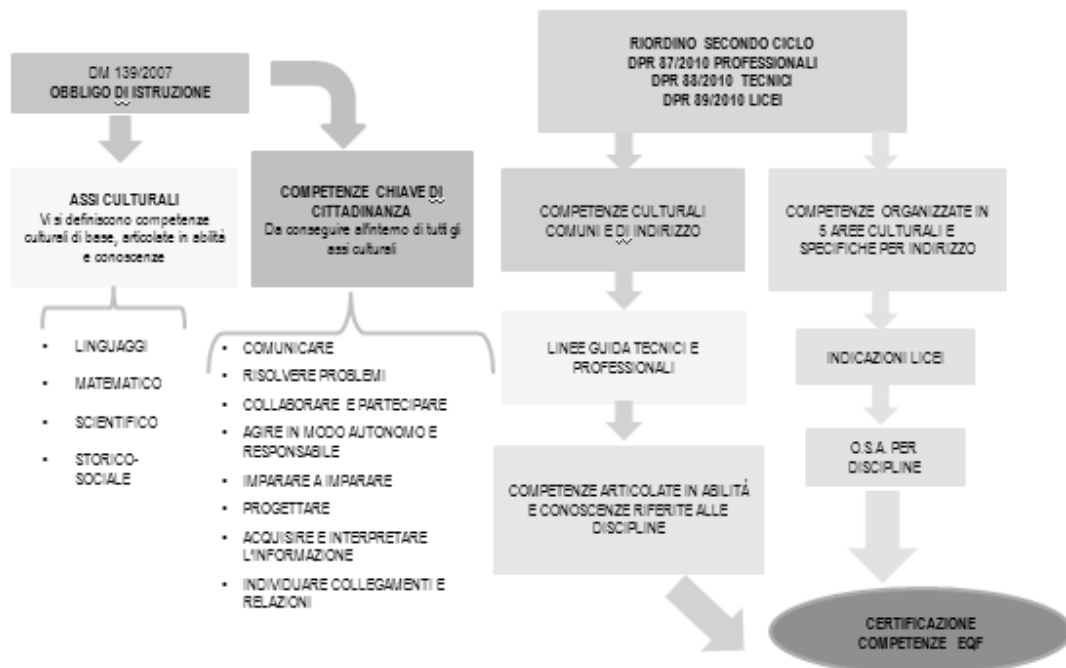 DM 139/2007
OBBLIGO DI ISTRUZIONE
ASSI CULTURALI
Vi si definiscono competenze
culturali di base, articolate in abilità
e conoscenze
• LINGUAGGI
• MATEMATICO
• SCIENTIFICO
• STORICO-
SOCIALE
COMPETENZE CHIAVE DI
CITTADINANZA
Da conseguire all'interno di tutti gli
assi culturali
• COMUNICARE
• RISOLVERE PROBLEMI
• COLLABORARE E PARTECIPARE
• AGIRE IN MODO AUTONOMO E
RESPONSABILE
• IMPARARE A IMPARARE
• PROGETTARE
• ACQUISIRE E INTERPRETARE
L'INFORMAZIONE
• INDIVIDUARE COLLEGAMENTI E
RELAZIONI
RIORDINO SECONDO CICLO
DPR 87/2010 PROFESSIONALI
DPR 88/2010 TECNICI
DPR 89/2010 LICEI
COMPETENZE CULTURALI
COMUNI E DI INDIRIZZO
LINEE GUIDA TECNICI E
PROFESSIONALI
COMPETENZE ARTICOLATE IN ABILITÁ
E CONOSCENZE RIFERITE ALLE
DISCIPLINE
COMPETENZE ORGANIZZATE IN
5 AREE CULTURALI E
SPECIFICHE PER INDIRIZZO
INDICAZIONI LICEI
O.S.A. PER
DISCIPLINE
CERTIFICAZIONE
COMPETENZE EQF